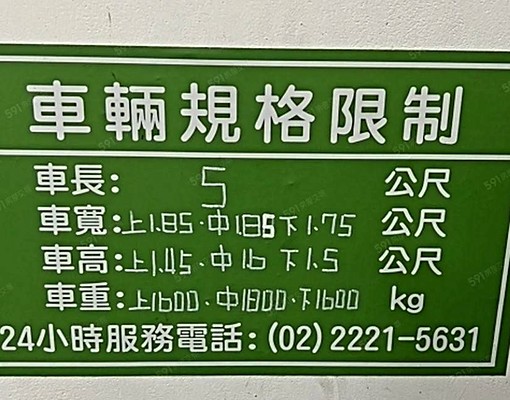 車輛規格限制
車長: 5 公尺
車寬:上1.85·中1.85下1.75 公尺
車高:上1.45·中1.6 下1.5 公尺
車重:上1600·中1800·下1600 kg
24小時服務電話:(02)2221-5631